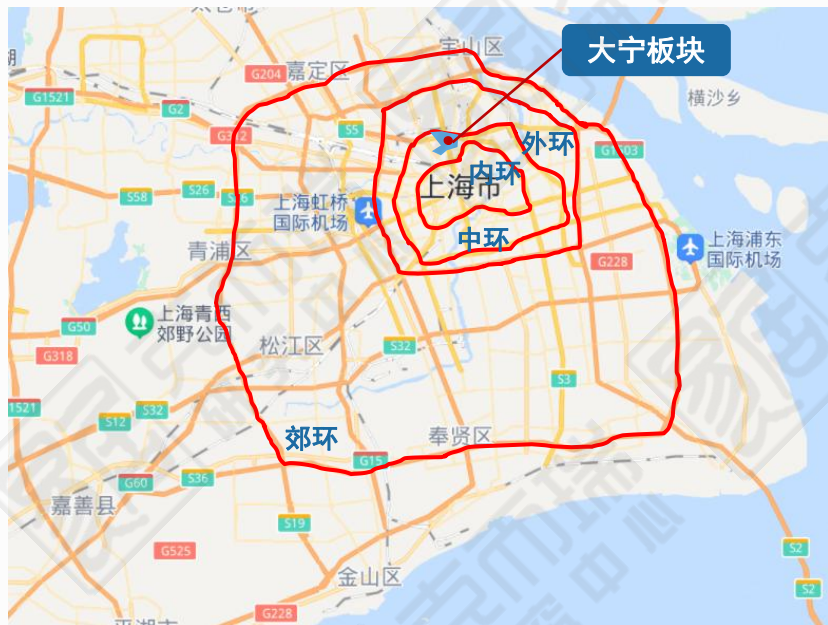 宝山区
大宁板块
G204
嘉定区
G1521
G2
横沙乡
S5
外环
G1503
S58
S26
内环
上海市
上海虹桥
国际机场
中环
青浦区
上海浦东
国际机场
G228
上海青西
郊野公园
G50
G318
松江区
S32
S3
1521
S32
S12
郊环
奉贤区
G15
G60
S36
嘉善县
S19
G525
S2
金山区
S2
G228